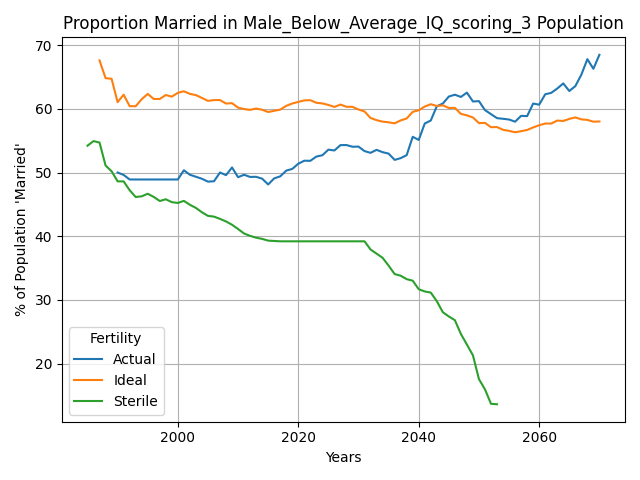 Proportion Married in Male_Below_Average_IQ_scoring_3 Population
% of Population 'Married'
70
60
50
40
30
20
Fertility
Actual
Ideal
Sterile
2000 2020 2040 2060
Years